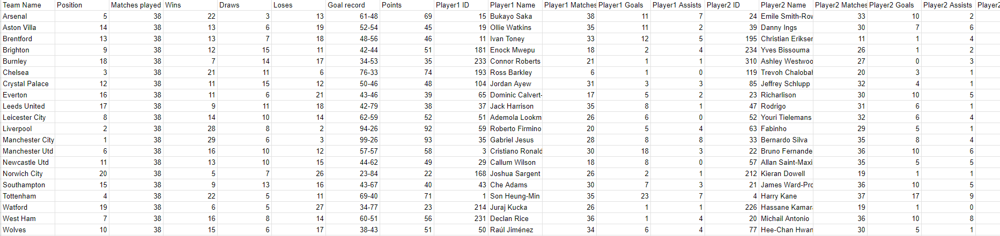 Team Name Position Matches played Wins Draws Loses Goal record Points Player1 ID Player1 Name Player1 Matches Player1 Goals Player1 Assists Player2 ID Player2 Name Player2 Matches Player2 Goals Player2 Assists Player2
Arsenal 5 38 22 3 13 61-48 69 15 Bukayo Saka 38 11 7 24 Emile Smith-Rov 33 10 2
Aston Villa 14 38 13 6 19 52-54 45 19 Ollie Watkins 35 11 2 39 Danny Ings 30 7 6
Brentford 13 38 13 7 18 48-56 46 11 Ivan Toney 33 12 5 195 Christian Erikser 11 1 4
Brighton 9 38 12 15 11 42-44 51 181 Enock Mwepu 18 2 4 234 Yves Bissouma 26 1 2
Burnley 18 38 7 14 17 34-53 35 233 Connor Roberts 21 1 1 310 Ashley Westwoo 27 0 3
Chelsea 3 38 21 11 6 76-33 74 193 Ross Barkley 6 1 0 119 Trevoh Chalobal 20 3 1
Crystal Palace 12 38 11 15 12 50-46 48 104 Jordan Ayew 31 3 3 85 Jeffrey Schlupp 32 4 1
Everton 16 38 11 6 21 43-46 39 65 Dominic Calvert- 17 5 2 23 Richarlison 30 10 5
Leeds United 17 38 9 11 18 42-79 38 37 Jack Harrison 35 8 1 47 Rodrigo 31 6 1
Leicester City 8 38 14 10 14 62-59 52 51 Ademola Lookm 26 6 0 52 Youri Tielemans 32 6 4
Liverpool 2 38 28 8 2 94-26 92 59 Roberto Firmino 20 5 4 63 Fabinho 29 5 1
Manchester City 1 38 29 6 3 99-26 93 35 Gabriel Jesus 28 8 8 33 Bernardo Silva 35 8 4
Manchester Utd 6 38 16 10 12 57-57 58 3 Cristiano Ronald 30 18 3 22 Bruno Fernande 36 10 6
Newcastle Utd 11 38 13 10 15 44-62 49 29 Callum Wilson 18 8 0 57 Allan Saint-Maxi 35 5 5
Norwich City 20 38 5 7 26 23-84 22 168 Joshua Sargent 26 2 1 212 Kieran Dowell 19 1 1
Southampton 15 38 9 13 16 43-67 40 43 Che Adams 30 7 3 21 James Ward-Prc 36 10 5
Tottenham 4 38 22 5 11 69-40 71 1 Son Heung-Min 35 23 7 4 Harry Kane 37 17 9
Watford 19 38 6 5 27 34-77 23 214 Juraj Kucka 26 1 1 226 Hassane Kamar 19 1 0
West Ham 7 38 16 8 14 60-51 56 231 Declan Rice 36 1 4 20 Michail Antonio 36 10 8
Wolves 10 38 15 6 17 38-43 51 50 Raúl Jiménez 34 6 4 77 Hee-Chan Hwan 30 5 1